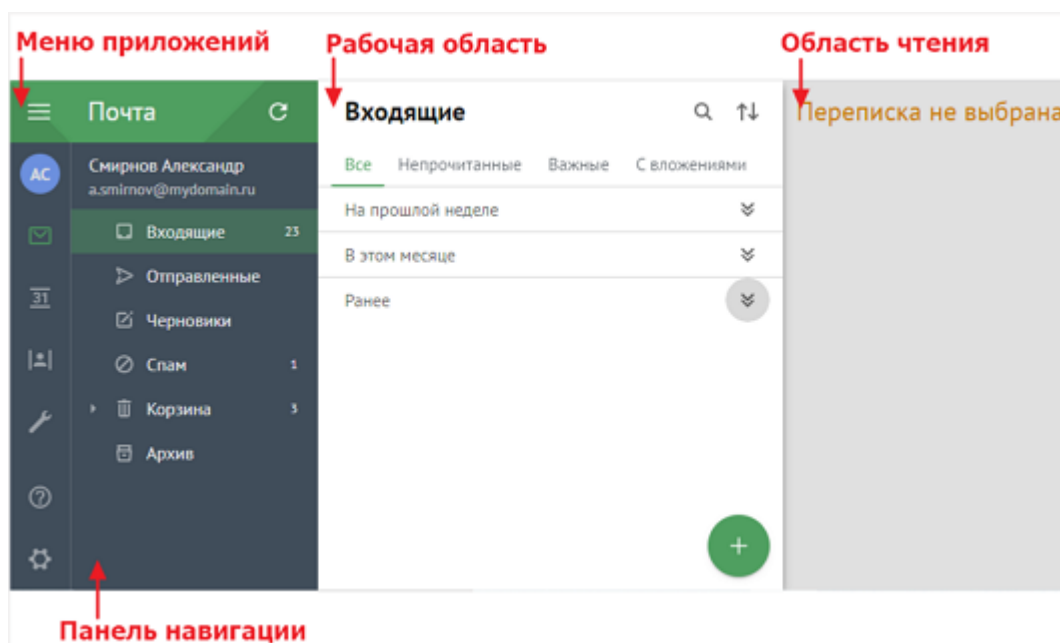 Меню приложений
Рабочая область
Область чтения
Почта
Входящие
Переписка не выбрана
АС
Смирнов Александр
a.smirnov@mydomain.ru
Все Непрочитанные Важные С вложениями
Входящие 23
На прошлой неделе
Отправленные
В этом месяце
31
Черновики
Ранее
Спам 1
Корзина 3
Архив
Панель навигации